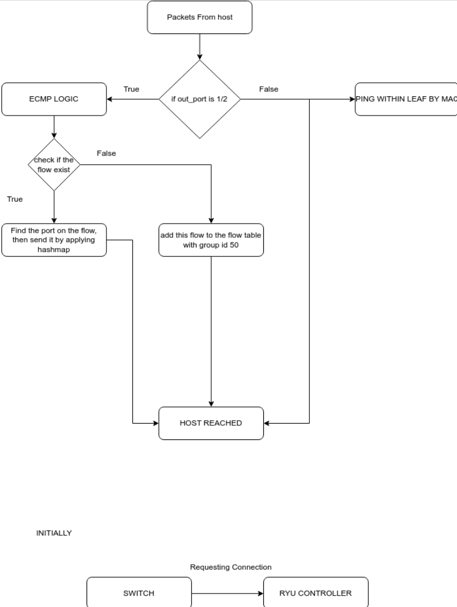 Packets From host
True
False
ECMP LOGIC
if out_port is 1/2
PING WITHIN LEAF BY MAC
check if the
flow exist
False
True
Find the port on the flow,
then send it by applying
hashmap
add this flow to the flow table
with group id 50
HOST REACHED
INITIALLY
Requesting Connection
SWITCH
RYU CONTROLLER